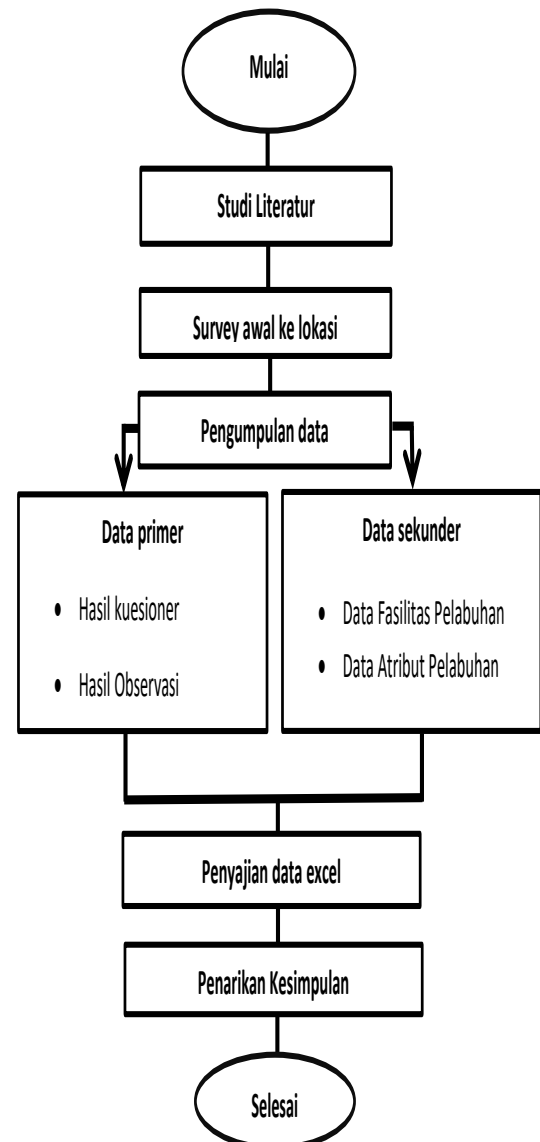 Mulai
Studi Literatur
Survey awal ke lokasi
Pengumpulan data
Data primer
• Hasil kuesioner
• Hasil Observasi
Data sekunder
• Data Fasilitas Pelabuhan
• Data Atribut Pelabuhan
Penyajian data excel
Penarikan Kesimpulan
Selesai